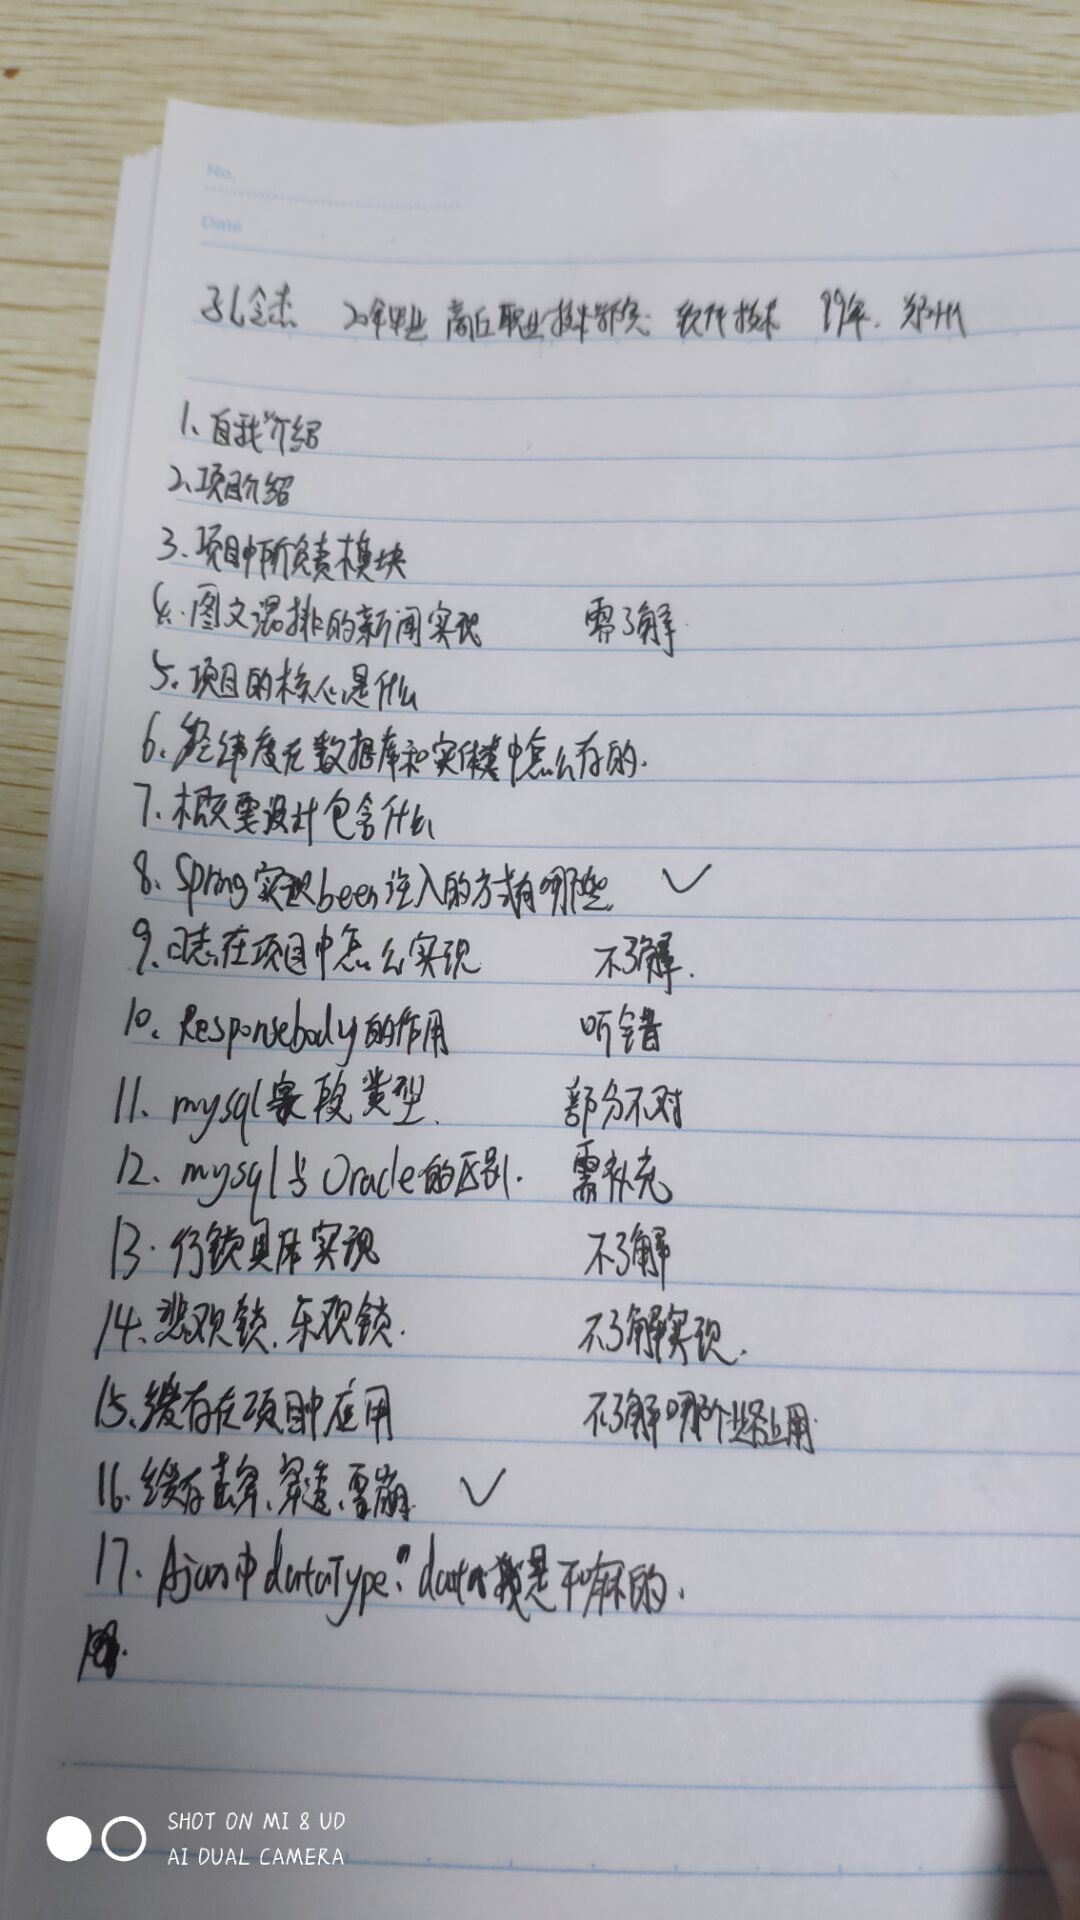 No.
Date
孔全杰 20年毕业 商丘职业技术学院 软件技术 99年. 郑州
1、自我介绍
2、项目介绍
3、项目中所负责模块
4、图文混排的新闻实现 需了解
5、项目的核心是什么
6、经纬度在数据库和实体类中怎么存的.
7、概要设计包含什么
8、Spring实现been注入的方式有哪些 ✓
9、日志在项目中怎么实现 不了解.
10、Responsebody的作用 听错
11、mysql字段类型. 部分不对
12、mysql与Oracle的区别. 需补充
13.行锁具体实现 不了解
14、悲观锁、乐观锁. 不了解实现.
15、缓存在项目中应用 不了解哪个业务上用.
16、缓存击穿、穿透、雪崩. ✓
17.Ajax中dataType:"data
SHOT ON MI 8 UD
AI DUAL CAMERA